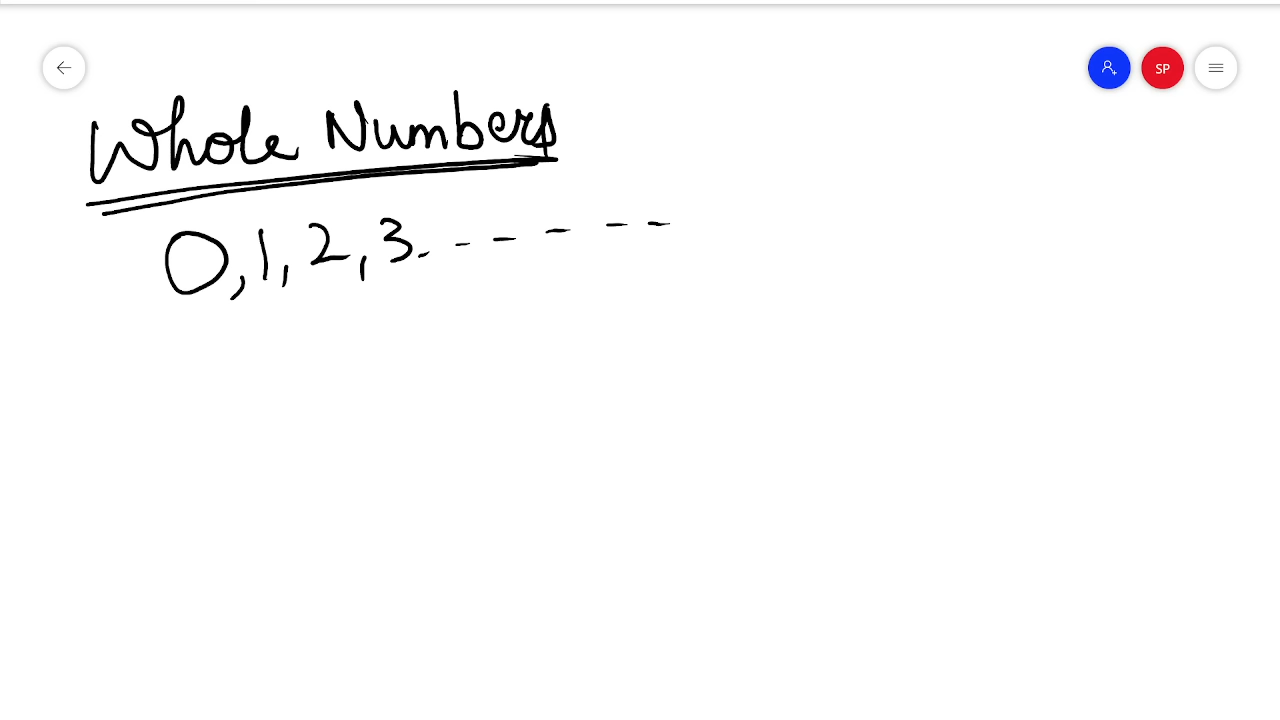 SP
Whole Numbers
0, 1, 2, 3. - - - - - -